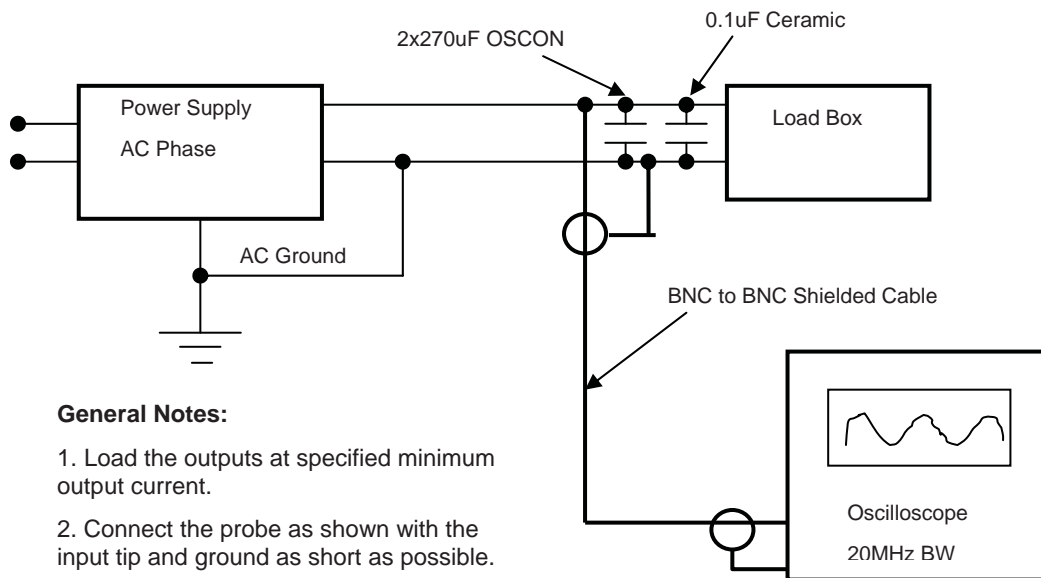 0.1uF Ceramic
2x270uF OSCON
Power Supply
AC Phase
Load Box
AC Ground
BNC to BNC Shielded Cable
General Notes:
1. Load the outputs at specified minimum
output current.
2. Connect the probe as shown with the
input tip and ground as short as possible.
Oscilloscope
20MHz BW